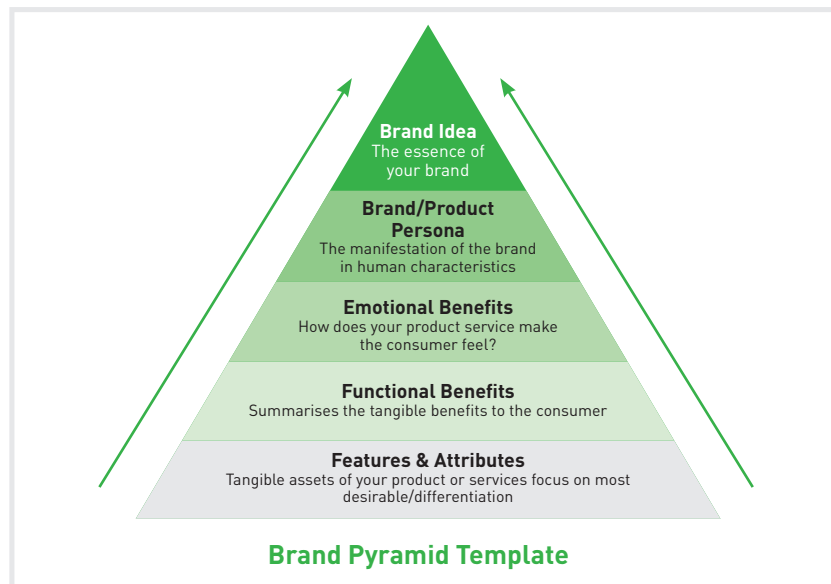 Brand Idea
The essence of
your brand
Brand/Product
Persona
The manifestation of the brand
in human characteristics
Emotional Benefits
How does your product service make
the consumer feel?
Functional Benefits
Summarises the tangible benefits to the consumer
Features & Attributes
Tangible assets of your product or services focus on most
desirable/differentiation
Brand Pyramid Template